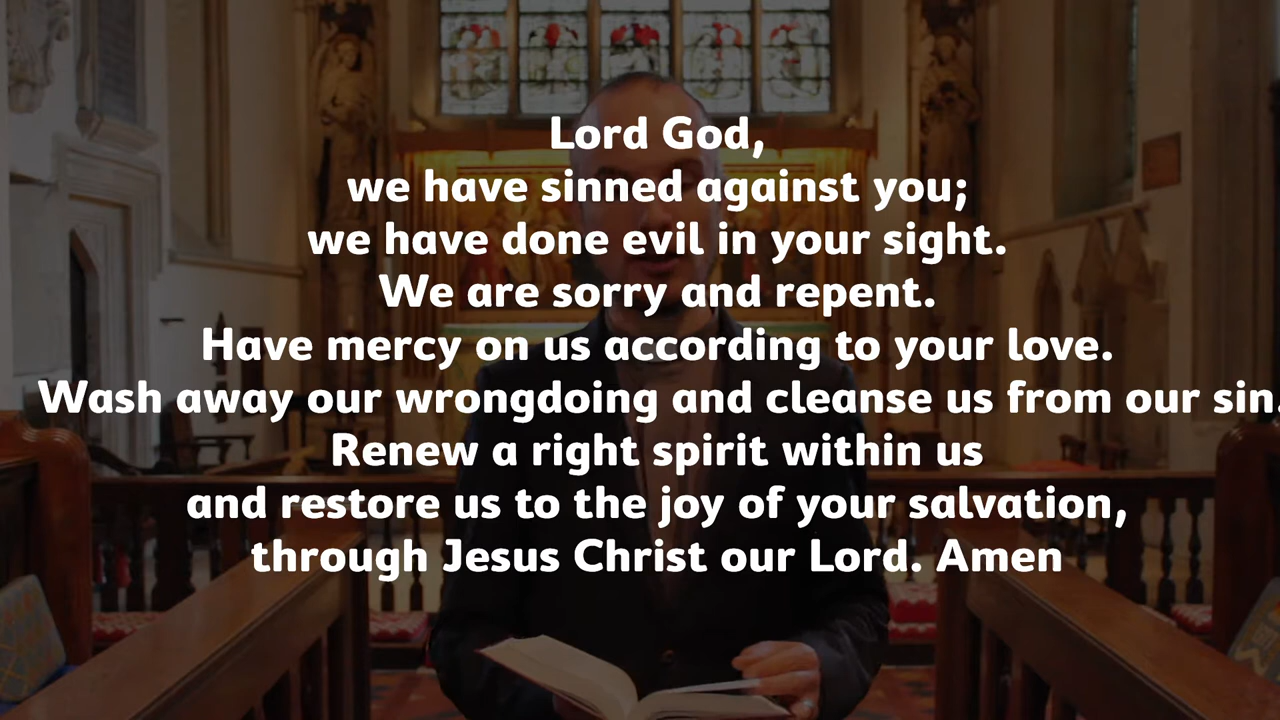 Lord God,
we have sinned against you;
we have done evil in your sight.
We are sorry and repent.
Have mercy on us according to your love.
Wash away our wrongdoing and cleanse us from our sin.
Renew a right spirit within us
and restore us to the joy of your salvation,
through Jesus Christ our Lord. Amen